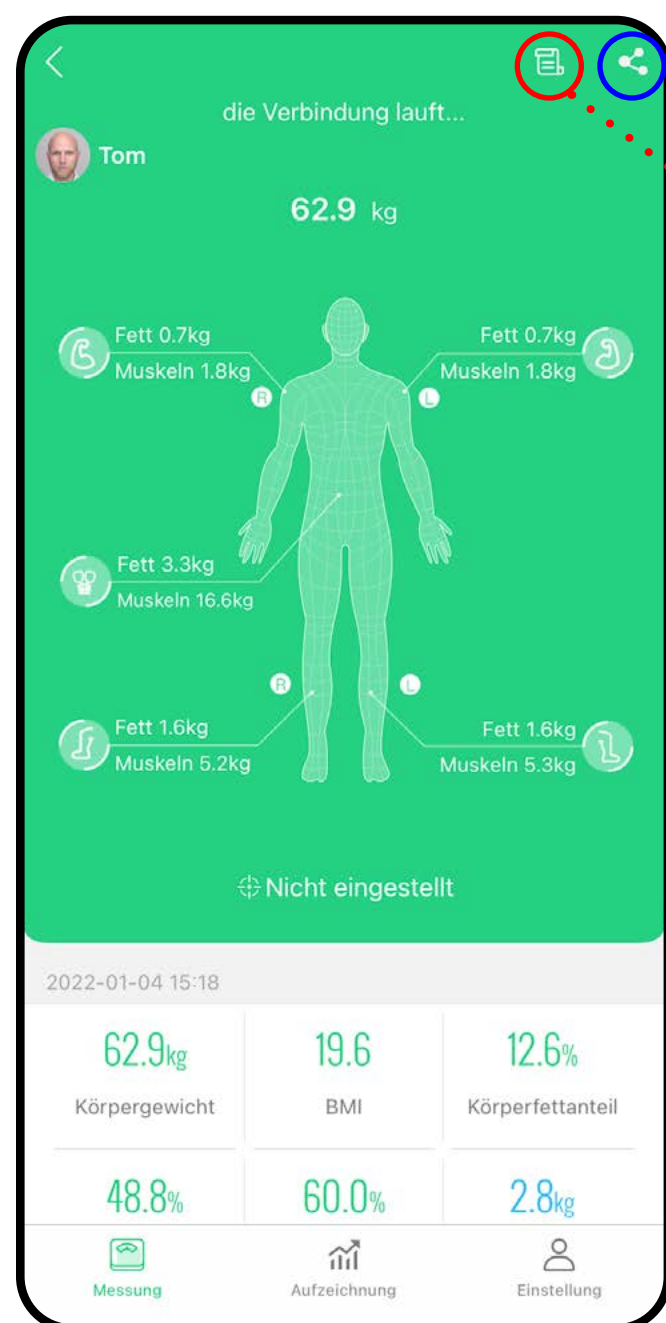 die Verbindung lauft...
Tom
62.9 kg
Fett 0.7kg
Muskeln 1.8kg
Fett 0.7kg
Muskeln 1.8kg
R
L
Fett 3.3kg
Muskeln 16.6kg
R
L
Fett 1.6kg
Muskeln 5.2kg
Fett 1.6kg
Muskeln 5.3kg
Nicht eingestellt
2022-01-04 15:18
62.9kg 19.6 12.6%
Körpergewicht BMI Körperfettanteil
48.8% 60.0% 2.8kg
Messung Aufzeichnung Einstellung